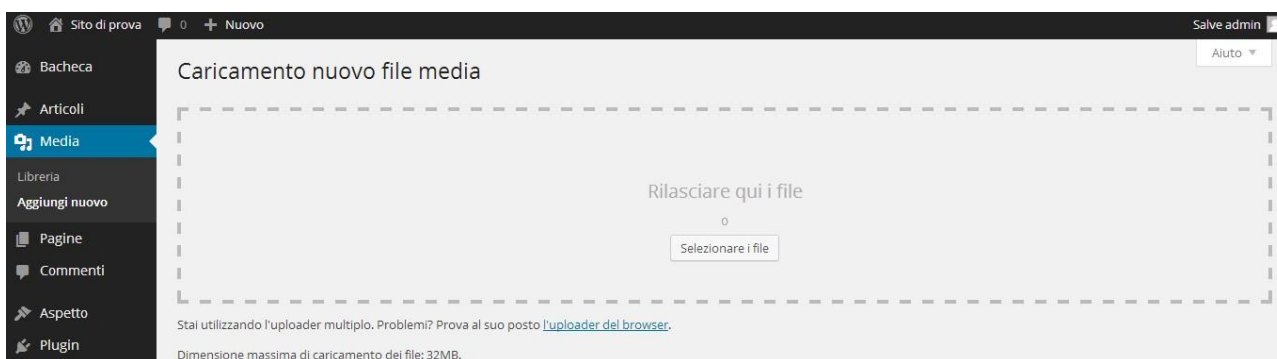 Sito di prova 0 + Nuovo Salve admin
Aiuto
Bacheca
Caricamento nuovo file media
Articoli
Media
Libreria
Aggiungi nuovo
Rilasciare qui i file
o
Selezionare i file
Pagine
Commenti
Aspetto
Stai utilizzando l'uploader multiplo. Problemi? Prova al suo posto l'uploader del browser.
Plugin
Dimensione massima di caricamento dei file: 32MB.